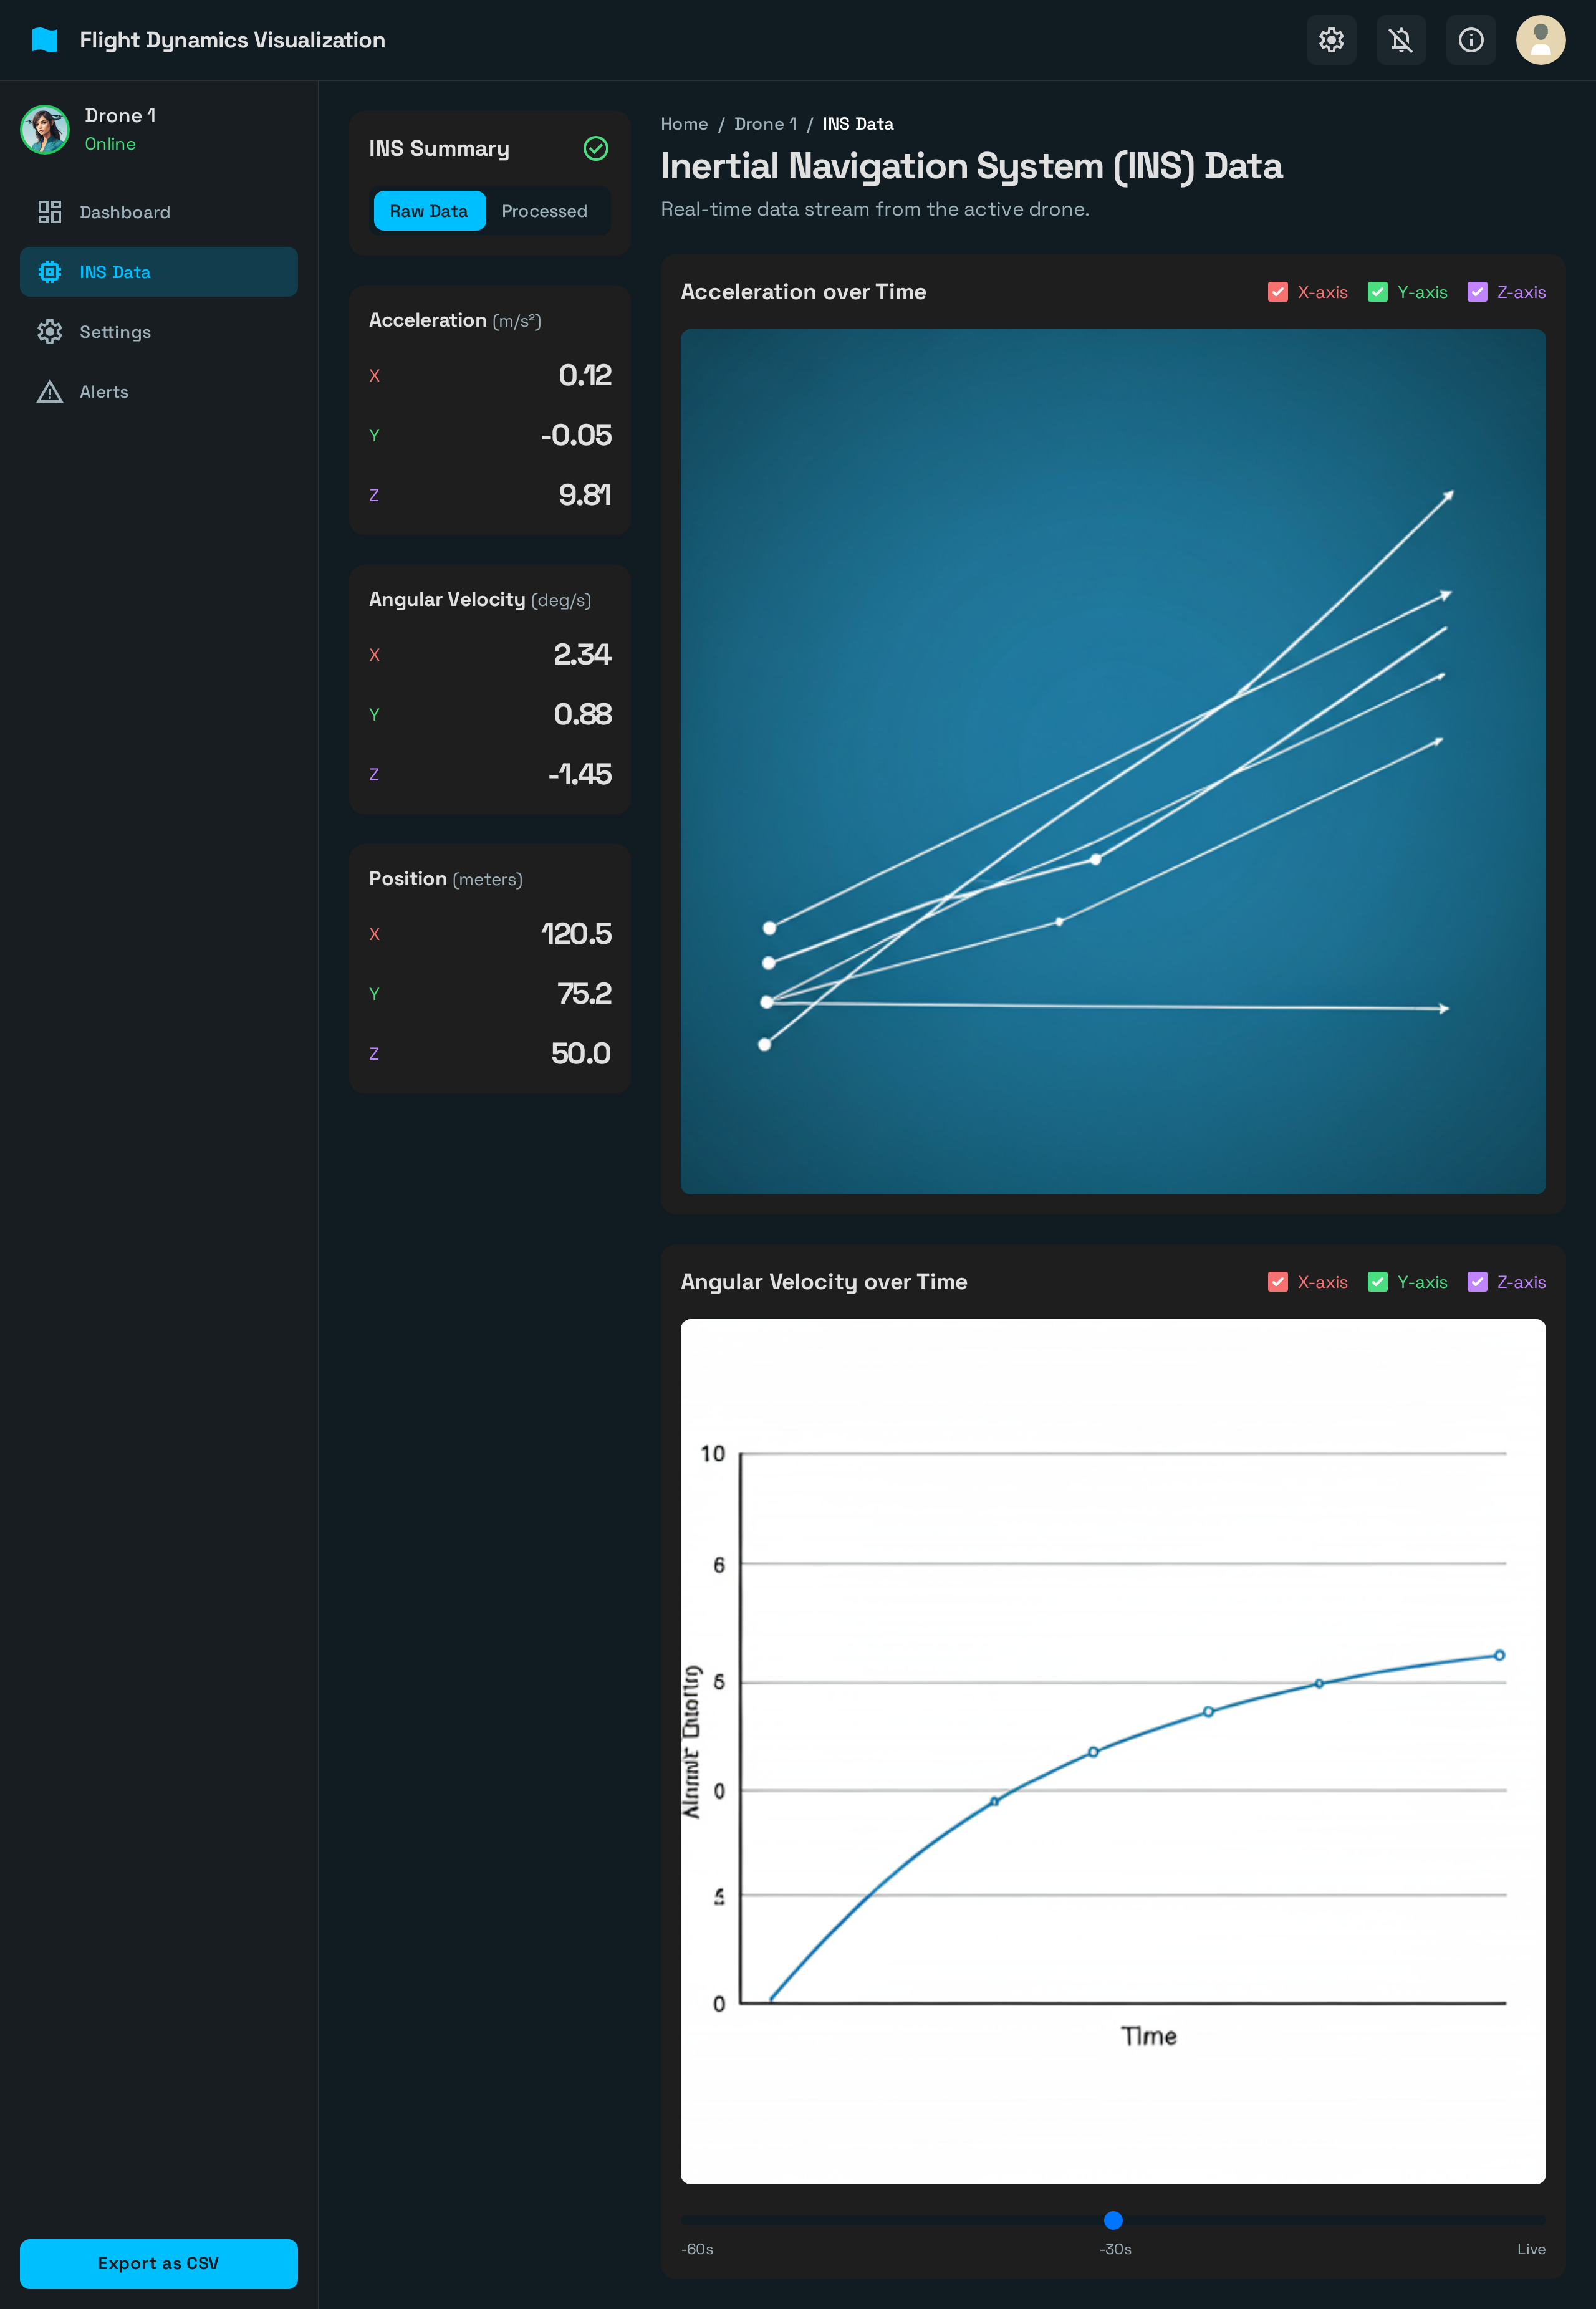 Flight Dynamics Visualization
Drone 1
Online
Dashboard
INS Data
Settings
Alerts
Export as CSV
INS Summary
Raw Data Processed
Acceleration (m/s²)
X 0.12
Y -0.05
Z 9.81
Angular Velocity (deg/s)
X 2.34
Y 0.88
Z -1.45
Position (meters)
X 120.5
Y 75.2
Z 50.0
Home / Drone 1 / INS Data
Inertial Navigation System (INS) Data
Real-time data stream from the active drone.
Acceleration over Time
X-axis Y-axis Z-axis
Angular Velocity over Time
X-axis Y-axis Z-axis
10
6
0
0
Time
-60s -30s Live